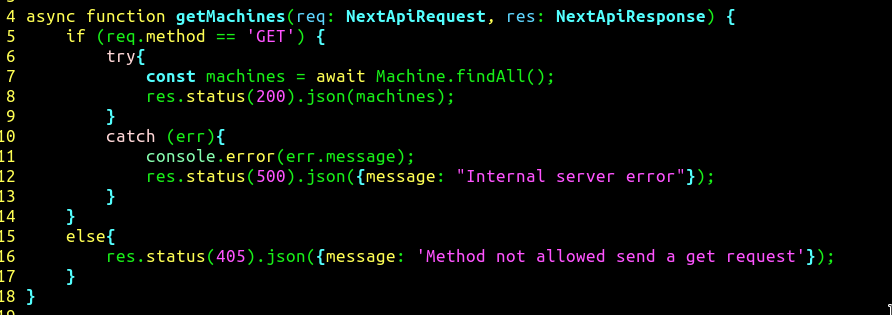 4 async function getMachines(req: NextApiRequest, res: NextApiResponse) {
5     if (req.method == 'GET') {
6         try{
7             const machines = await Machine.findAll();
8             res.status(200).json(machines);
9         }
10         catch (err){
11             console.error(err.message);
12             res.status(500).json({message: "Internal server error"});
13         }
14     }
15     else{
16         res.status(405).json({message: 'Method not allowed send a get request'});
17     }
18 }